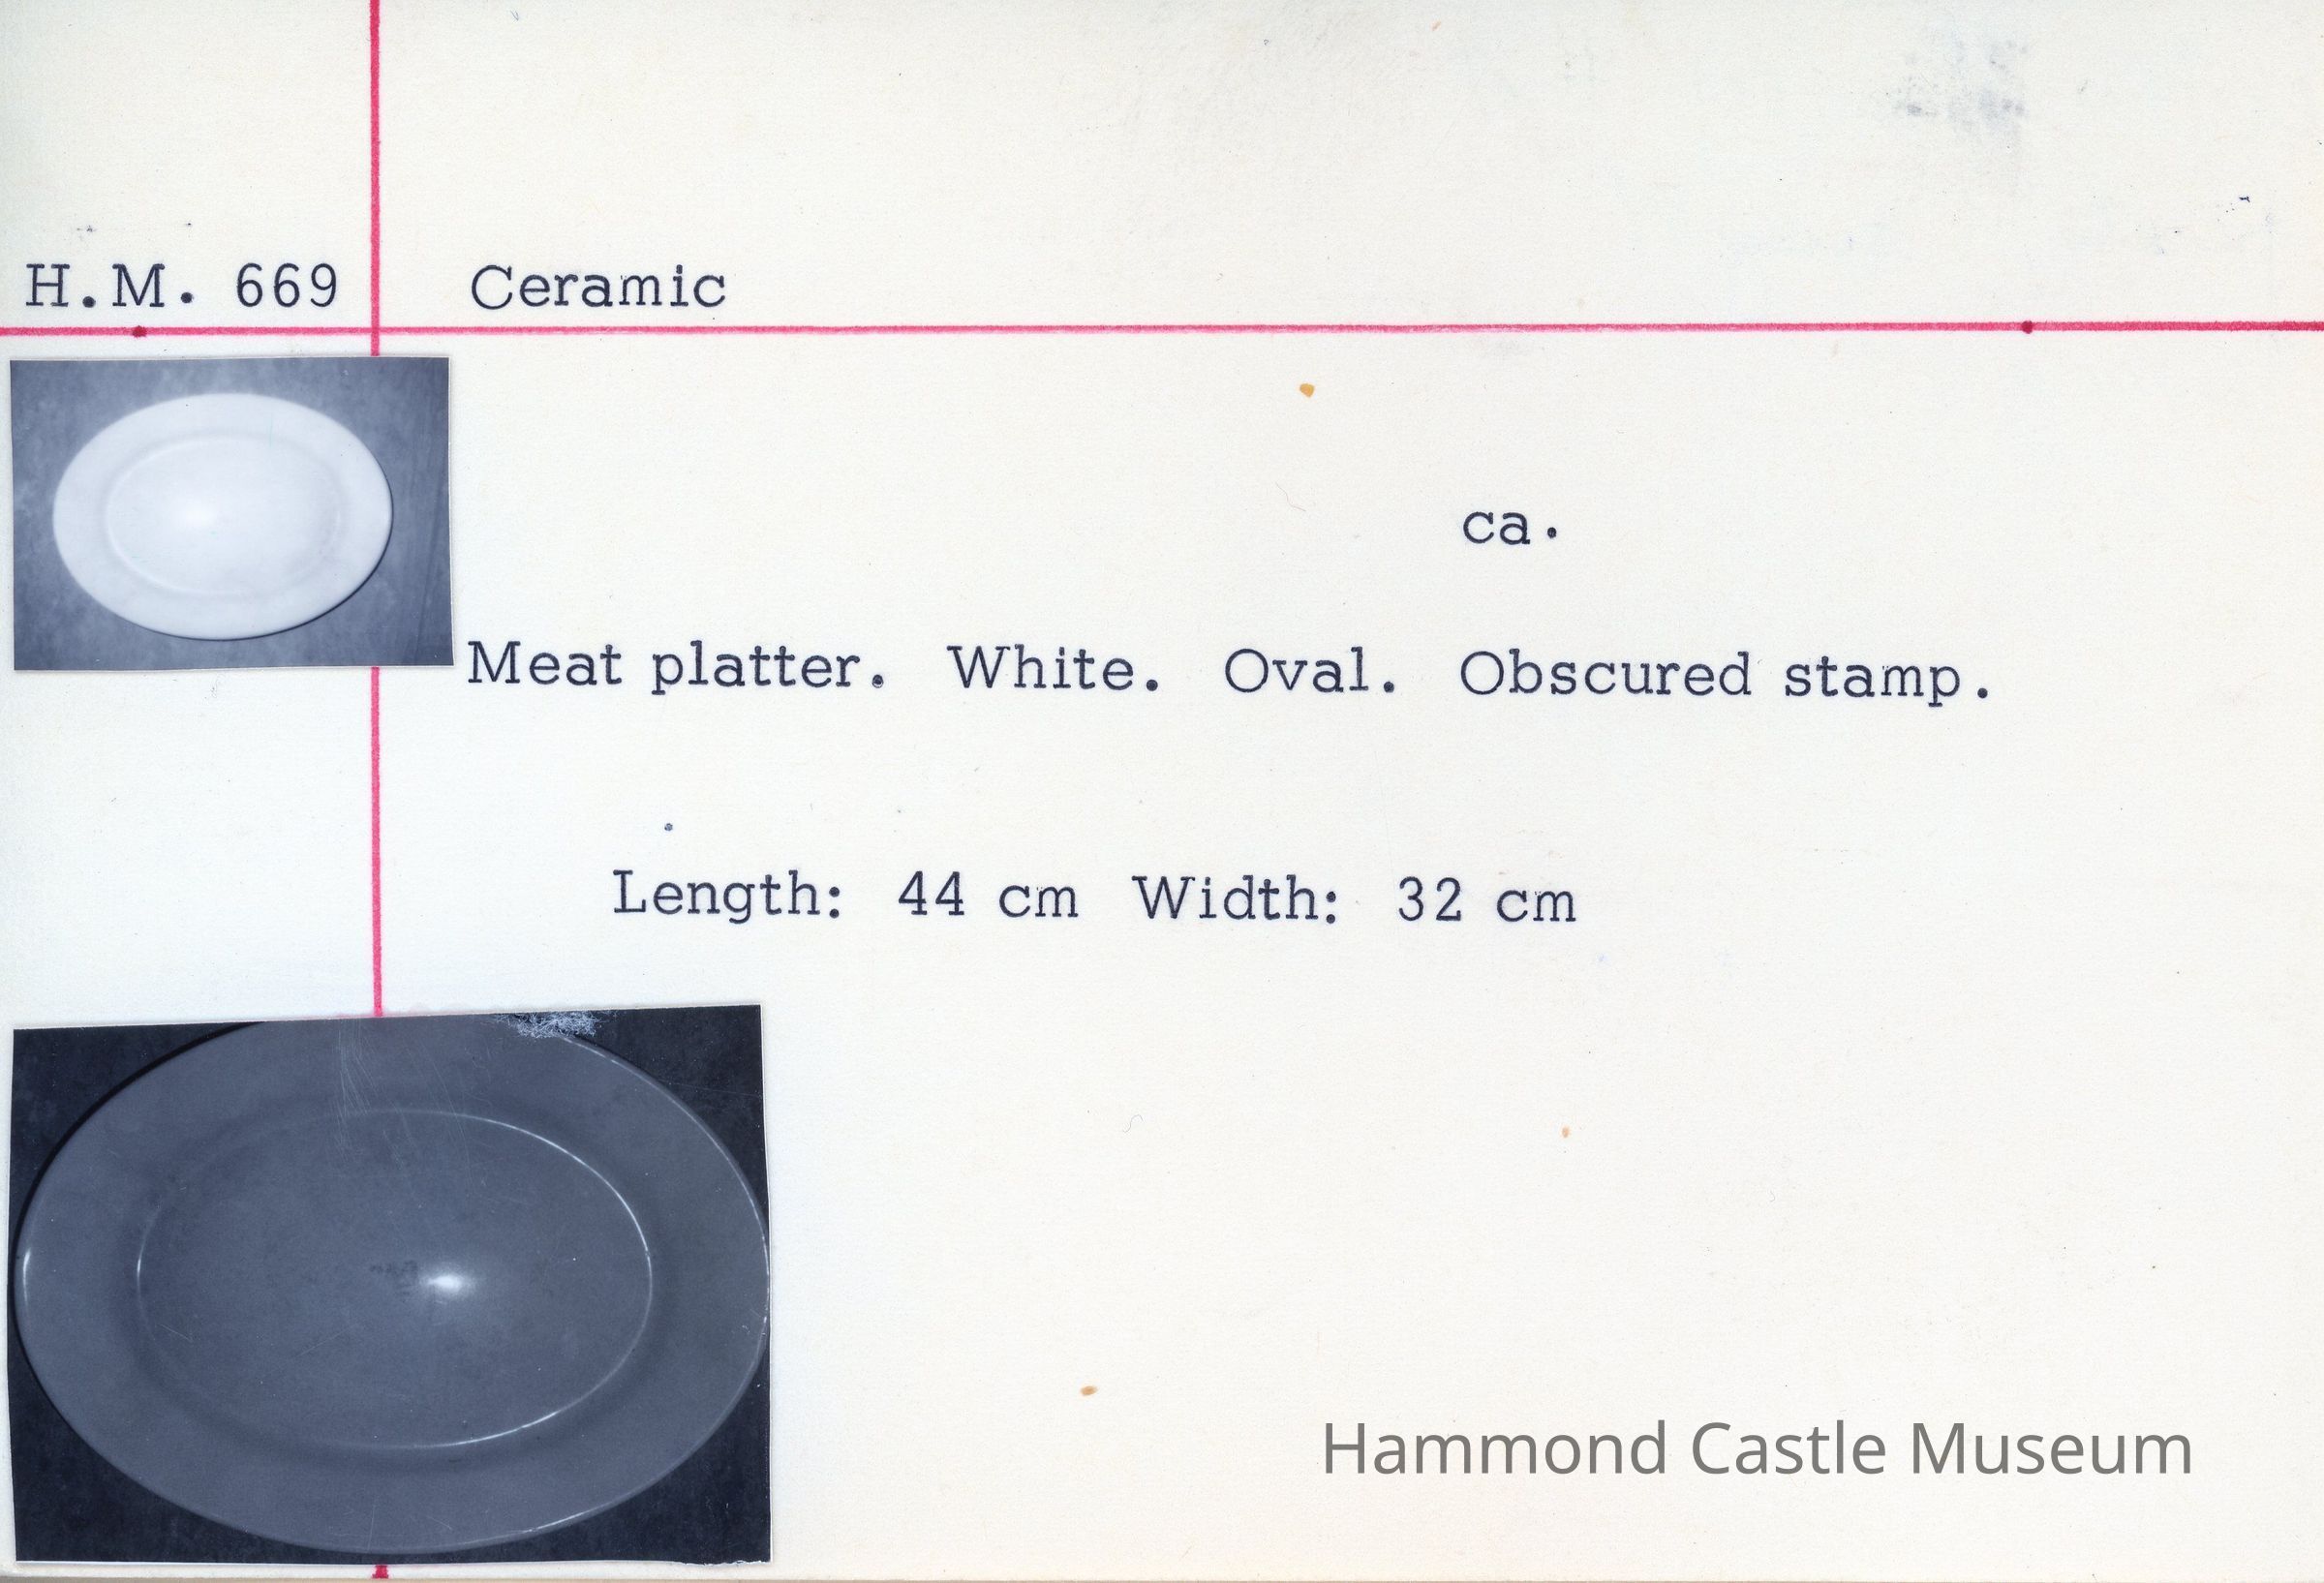 H.M. 669 Ceramic
ca.
Meat platter. White. Oval. Obscured stamp.
Length: 44 cm Width: 32 cm
Hammond Castle Museum